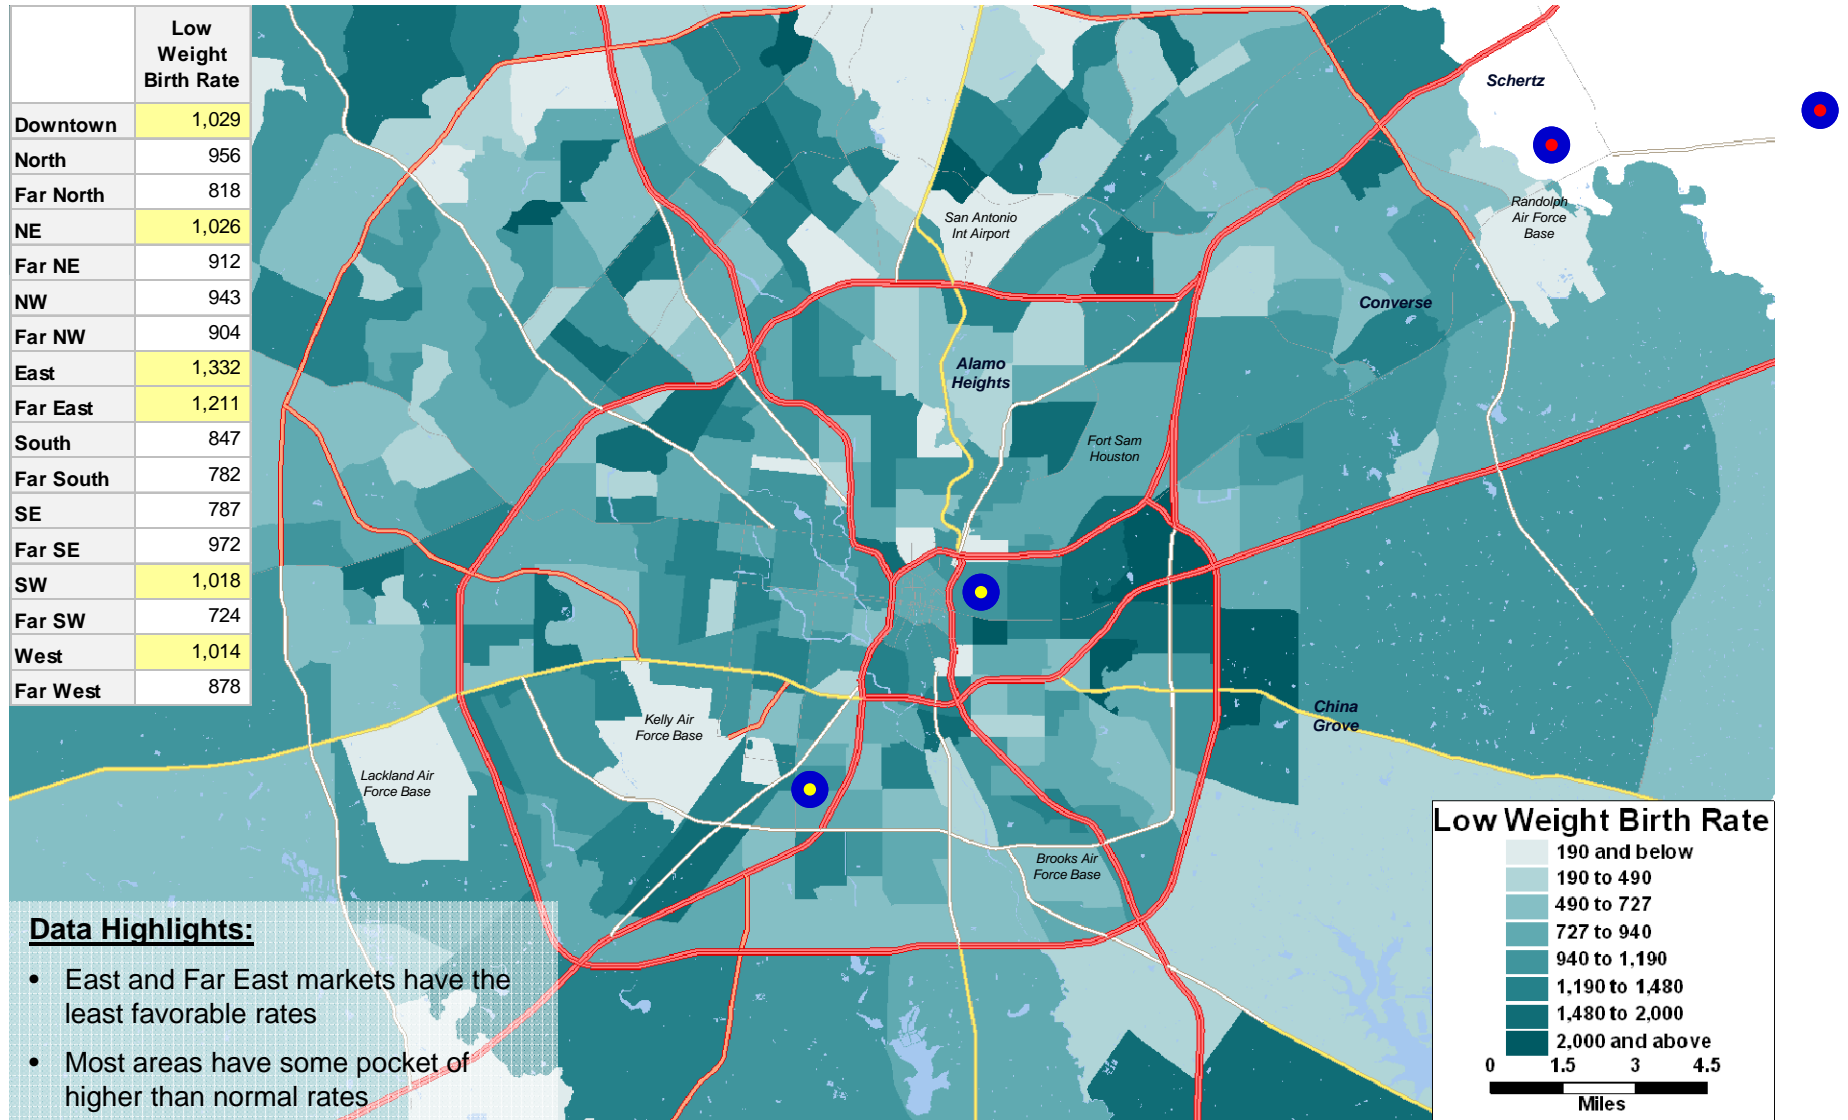 Low
Weight
Birth Rate
Downtown 1,029
North 956
Far North 818
NE 1,026
Far NE 912
NW 943
Far NW 904
East 1,332
Far East 1,211
South 847
Far South 782
SE 787
Far SE 972
SW 1,018
Far SW 724
West 1,014
Far West 878
Schertz
Randolph
Air Force
Base
San Antonio
Int Airport
Converse
Alamo
Heights
Fort Sam
Houston
China
Grove
Kelly Air
Force Base
Lackland Air
Force Base
Brooks Air
Force Base
Data Highlights:
• East and Far East markets have the
least favorable rates
• Most areas have some pocket of
higher than normal rates
Low Weight Birth Rate
190 and below
190 to 490
490 to 727
727 to 940
940 to 1,190
1,190 to 1,480
1,480 to 2,000
2,000 and above
0 1.5 3 4.5
Miles